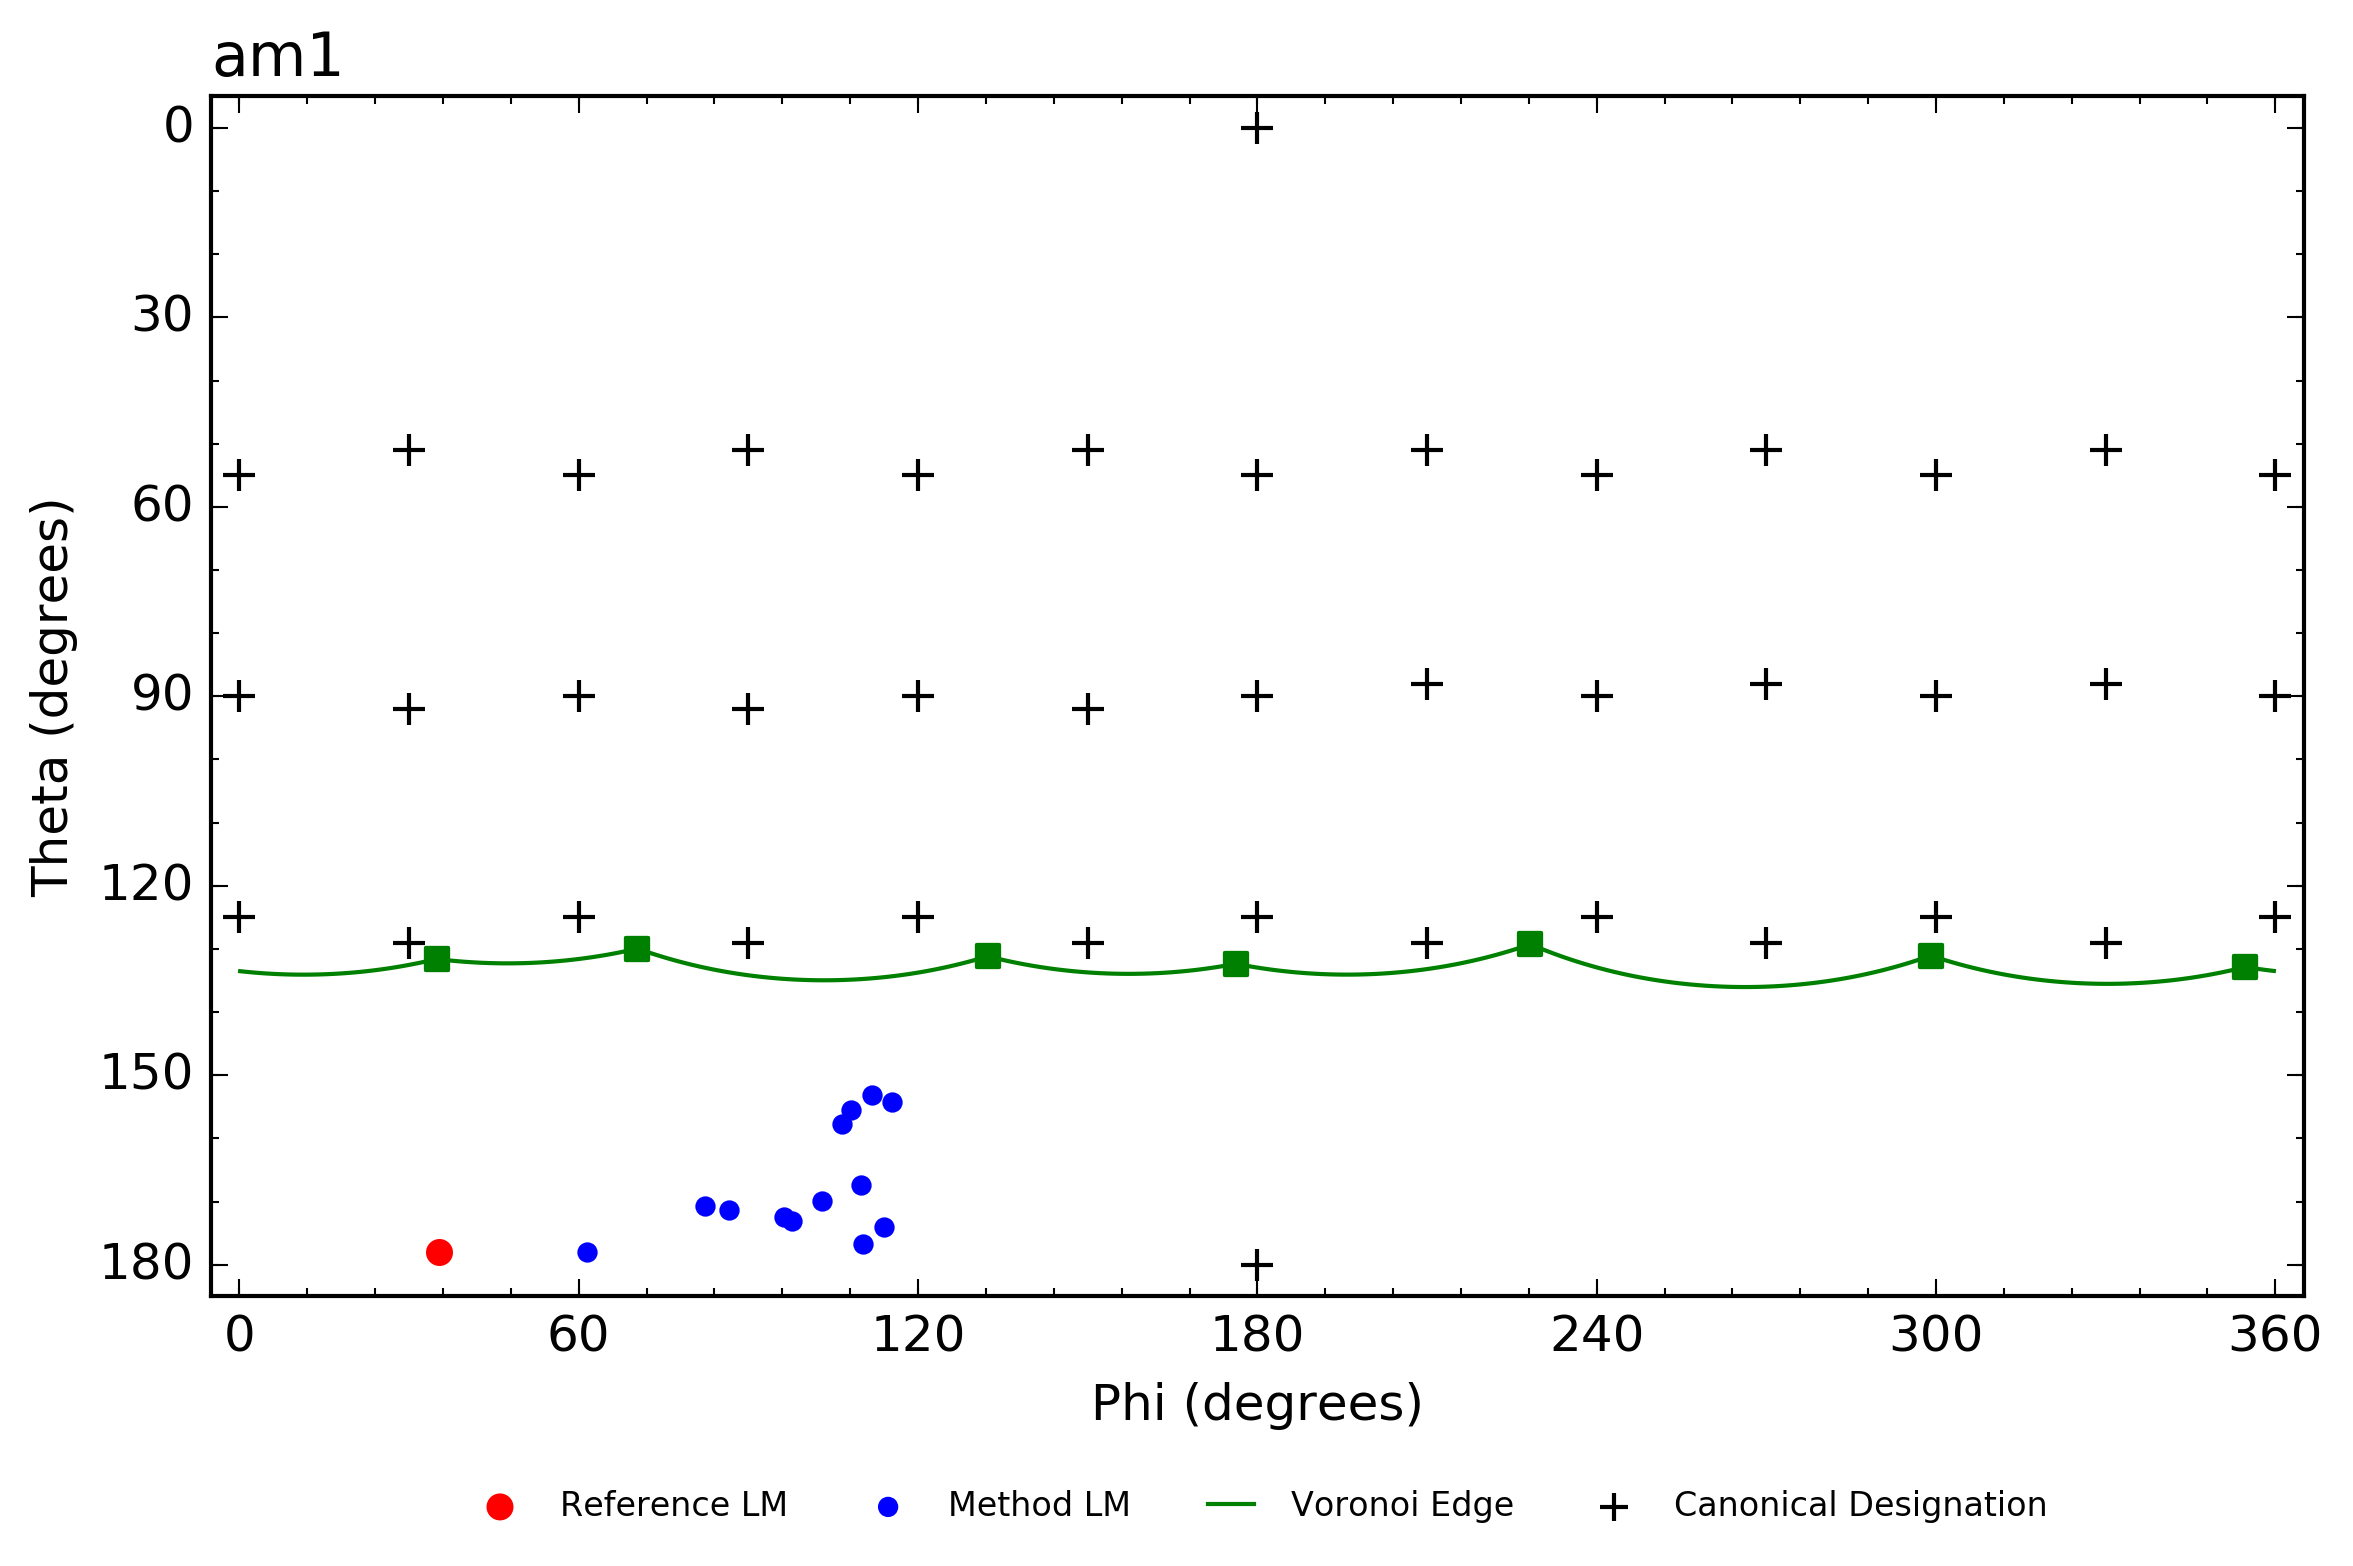 am1
0
30
60
90
120
150
180
Theta (degrees)
0 60 120 180 240 300 360
Phi (degrees)
Reference LM Method LM Voronoi Edge Canonical Designation